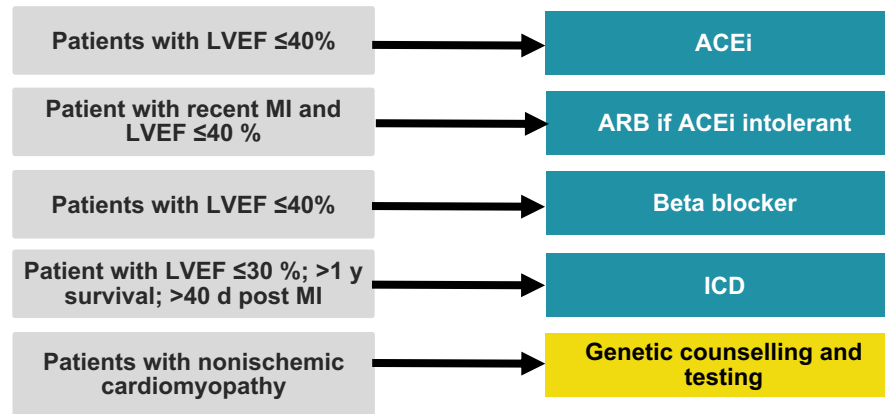 Patients with LVEF ≤40%
ACEi
Patient with recent MI and
LVEF ≤40 %
ARB if ACEi intolerant
Patients with LVEF ≤40%
Beta blocker
Patient with LVEF ≤30 %; >1 y
survival; >40 d post MI
ICD
Patients with nonischemic
cardiomyopathy
Genetic counselling and
testing